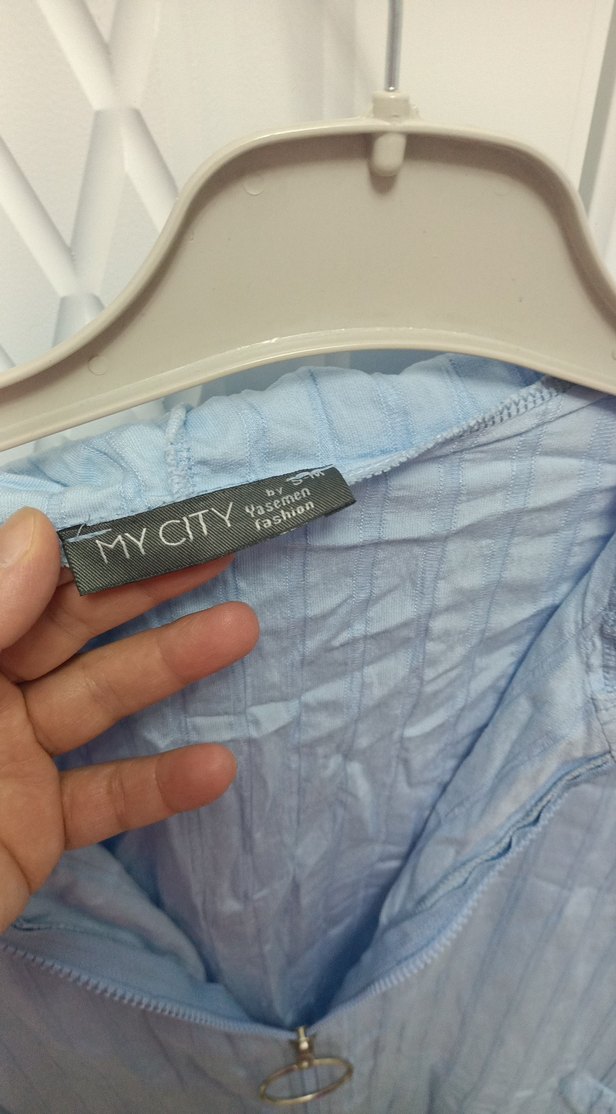 MY CITY
by
Yasemen
fashion
S-M